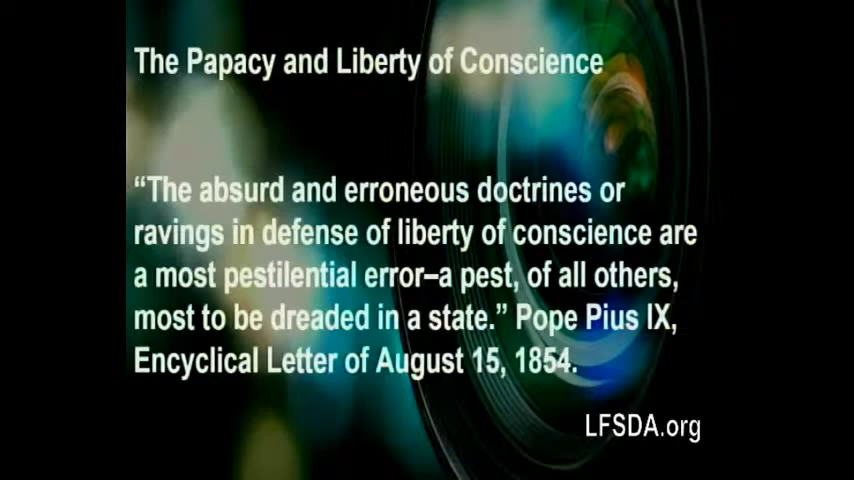 The Papacy and Liberty of Conscience
“The absurd and erroneous doctrines or
ravings in defense of liberty of conscience are
a most pestilential error–a pest, of all others,
most to be dreaded in a state.” Pope Pius IX,
Encyclical Letter of August 15, 1854.
LFSDA.org